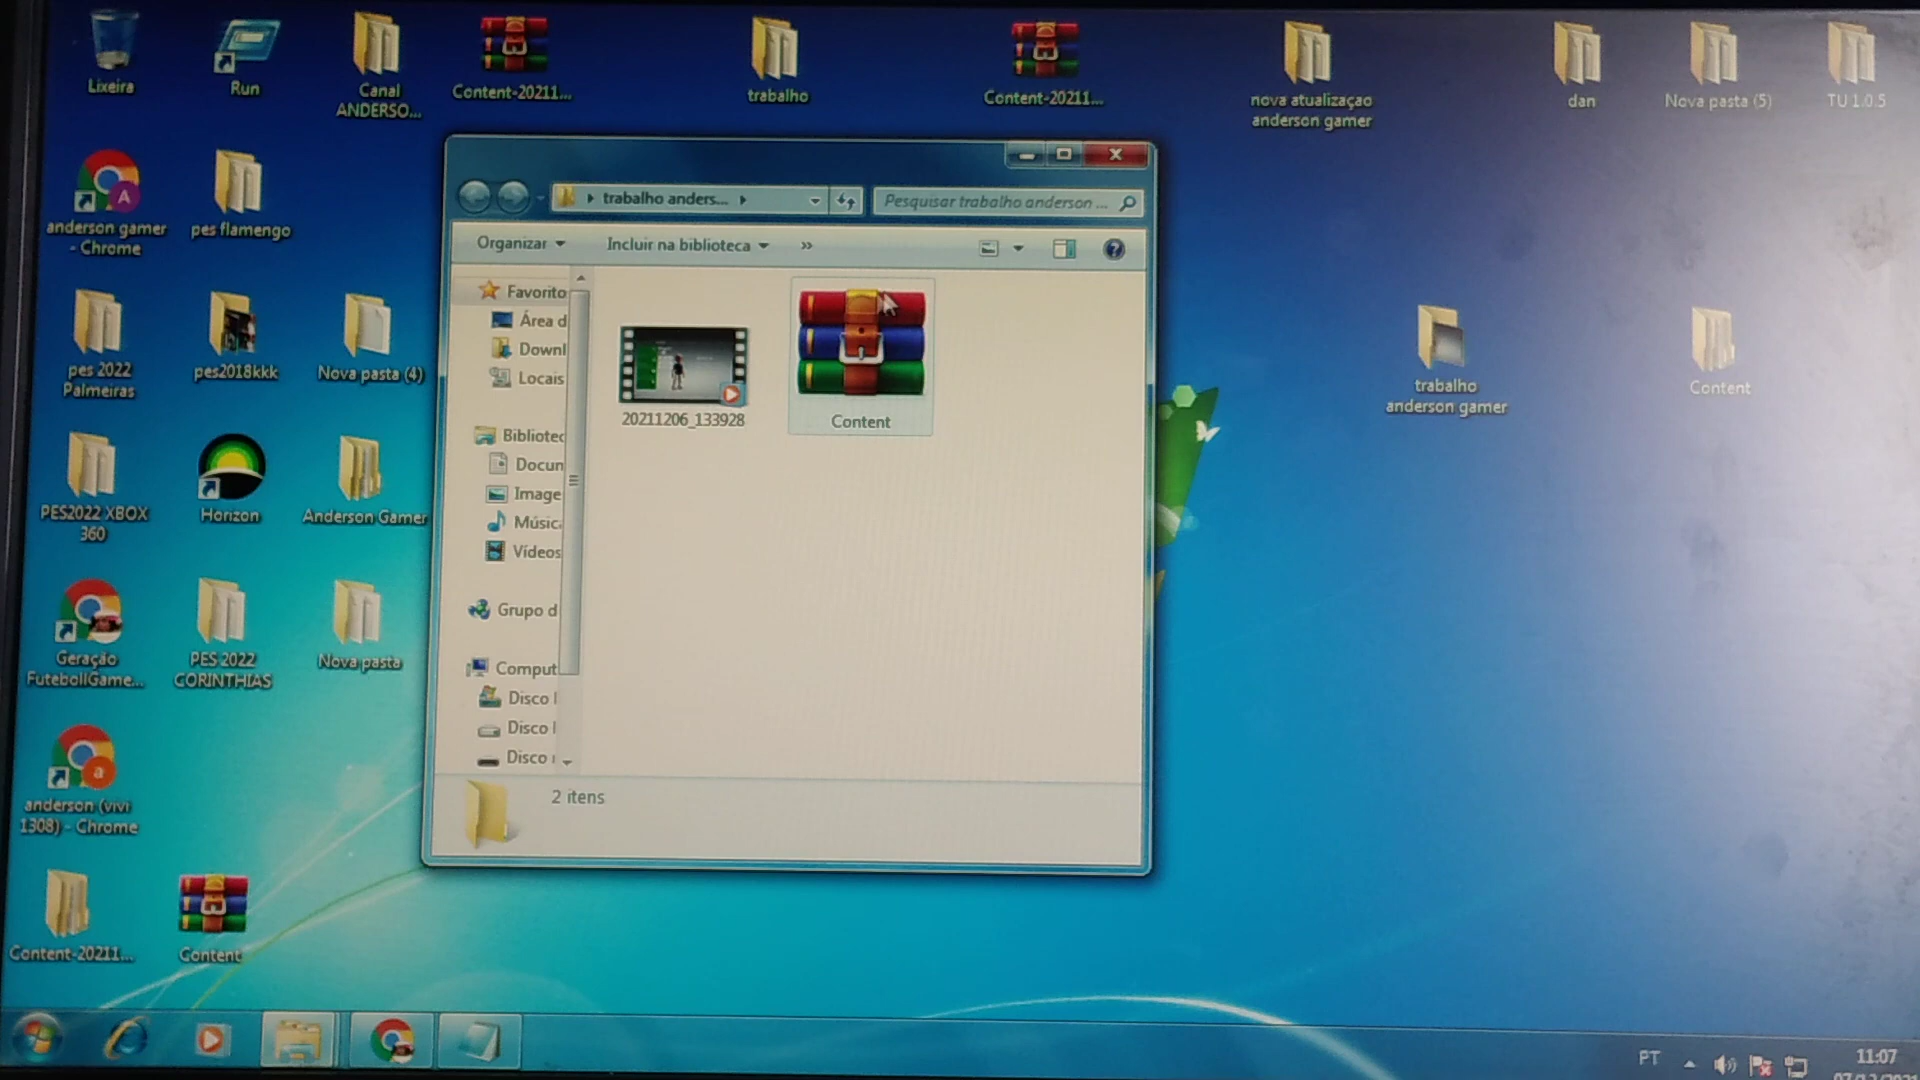 Lixeira
Run
Canal
ANDERSO...
Content-20211...
trabalho
Content-20211...
nova atualizaçao
anderson gamer
dan
Nova pasta (5)
TU 1.0.5
anderson gamer
- Chrome
pes flamengo
trabalho anders...
Pesquisar trabalho anderson ...
Organizar
Incluir na biblioteca
»
Favorito
Área d
Downl
Locais
Bibliotec
Docun
Image
Músic
Vídeos
Grupo d
Comput
Disco l
Disco l
Disco
20211206_133928
Content
2 itens
pes 2022
Palmeiras
pes2018kkk
Nova pasta (4)
trabalho
anderson gamer
Content
PES2022 XBOX
360
Horizon
Anderson Gamer
Geração
FutebollGame...
PES 2022
CORINTHIAS
Nova pasta
anderson (vivi
1308) - Chrome
Content-20211...
Content
PT
11:07